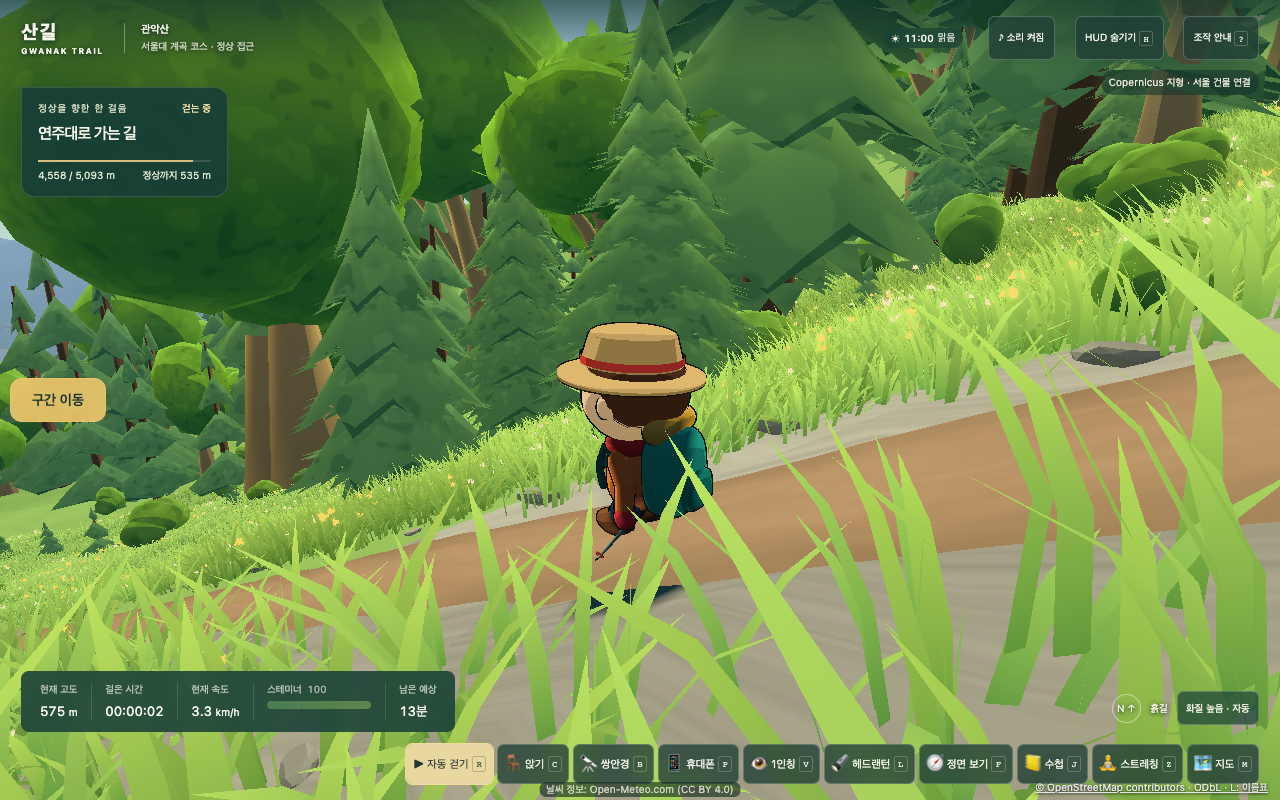 산길
GWANAK TRAIL
관악산
서울대 계곡 코스 · 정상 접근
☀ 11:00 맑음
♪ 소리 켜짐
HUD 숨기기 H
조작 안내 ?
Copernicus 지형 · 서울 건물 연결
정상을 향한 한 걸음
걷는 중
연주대로 가는 길
4,558 / 5,093 m
정상까지 535 m
구간 이동
현재 고도
575 m
걸은 시간
00:00:02
현재 속도
3.3 km/h
스테미너 100
남은 예상
13분
N ↑
흙길
화질 높음 · 자동
▶ 자동 걷기 R
앉기 C
쌍안경 B
휴대폰 P
1인칭 V
헤드랜턴 L
정면 보기 F
수첩 J
스트레칭 Z
지도 M
날씨 정보: Open-Meteo.com (CC BY 4.0)
© OpenStreetMap contributors · ODbL · L: 이름표